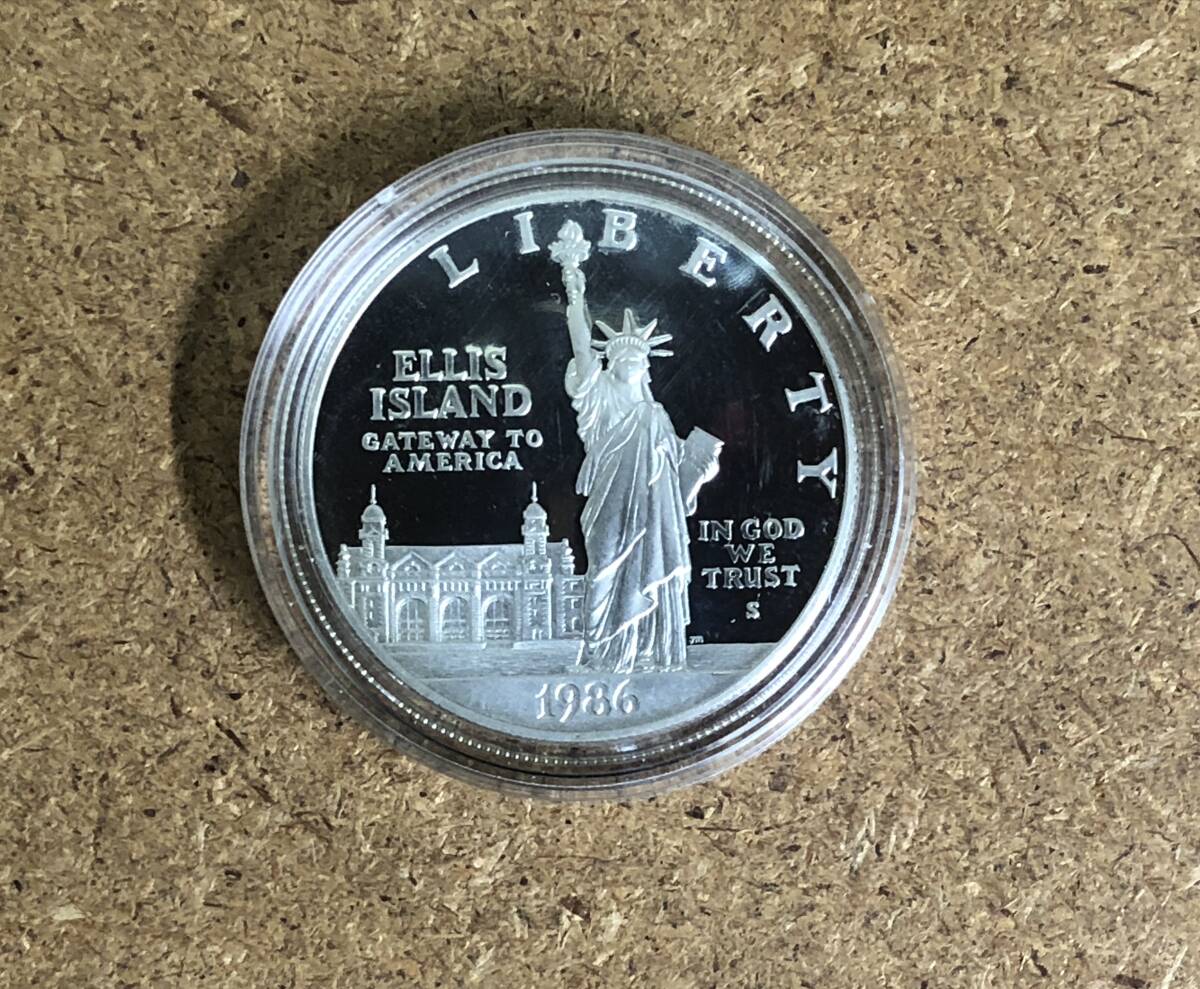 LIBERTY
ELLIS
ISLAND
GATEWAY TO
AMERICA
IN GOD
WE
TRUST
S
1986